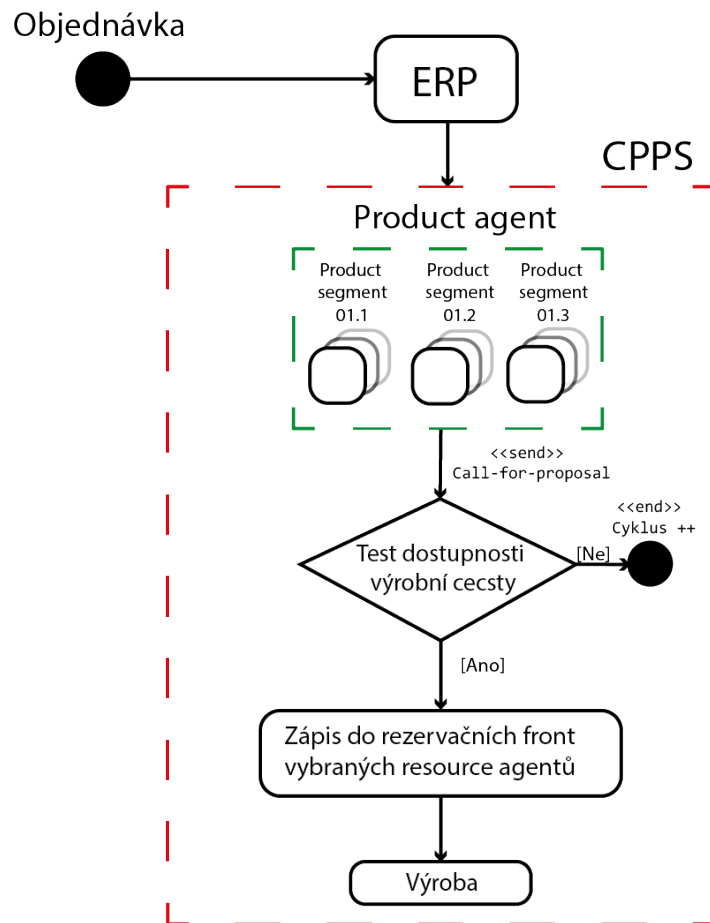 Objednávka
ERP
CPPS
Product agent
Product
segment
01.1
Product
segment
01.2
Product
segment
01.3
<<send>>
Call-for-proposal
<<end>>
Cyklus ++
Test dostupnosti
výrobní cecsty
[Ne]
[Ano]
Zápis do rezervačních front
vybraných resource agentů
Výroba